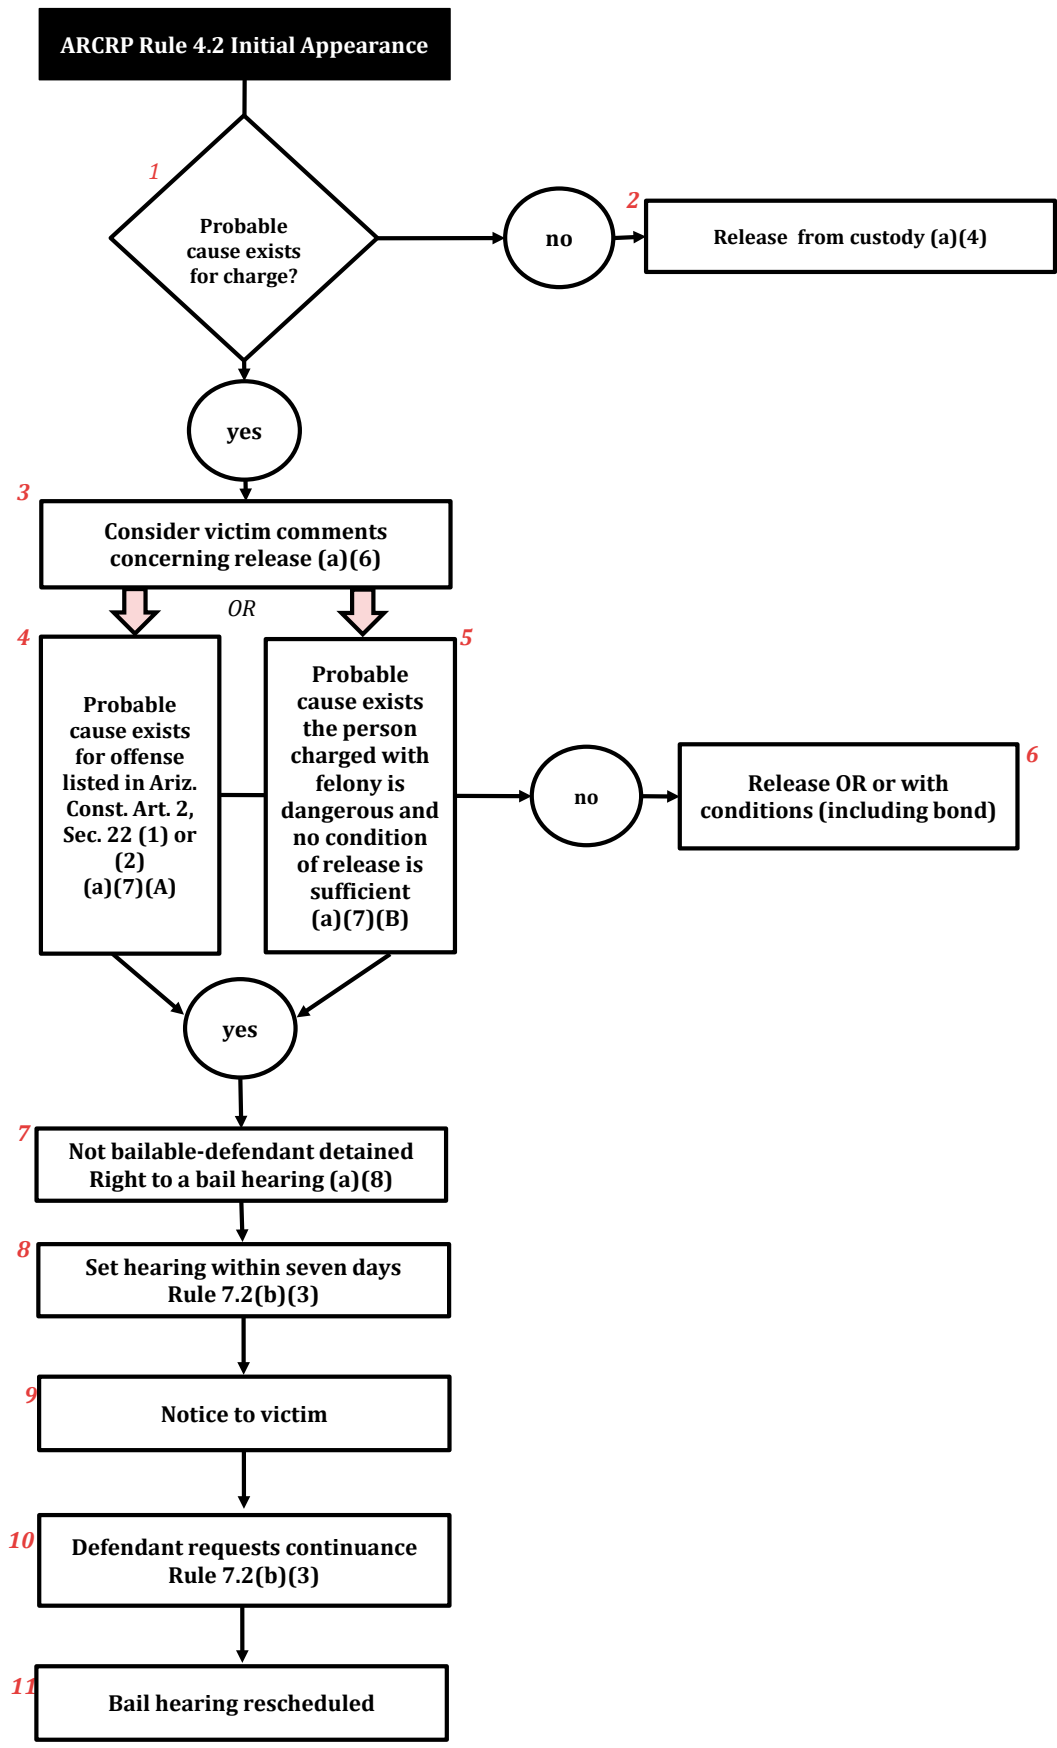 ARCRP Rule 4.2 Initial Appearance
1
Probable
cause exists
for charge?
no
2
Release  from custody (a)(4)
yes
3
Consider victim comments
concerning release (a)(6)
OR
4
Probable
cause exists
for offense
listed in Ariz.
Const. Art. 2,
Sec. 22 (1) or
(2)
(a)(7)(A)
5
Probable
cause exists
the person
charged with
felony is
dangerous and
no condition
of release is
sufficient
(a)(7)(B)
no
6
Release OR or with
conditions (including bond)
yes
7
Not bailable-defendant detained
Right to a bail hearing (a)(8)
8
Set hearing within seven days
Rule 7.2(b)(3)
9
Notice to victim
10
Defendant requests continuance
Rule 7.2(b)(3)
11
Bail hearing rescheduled